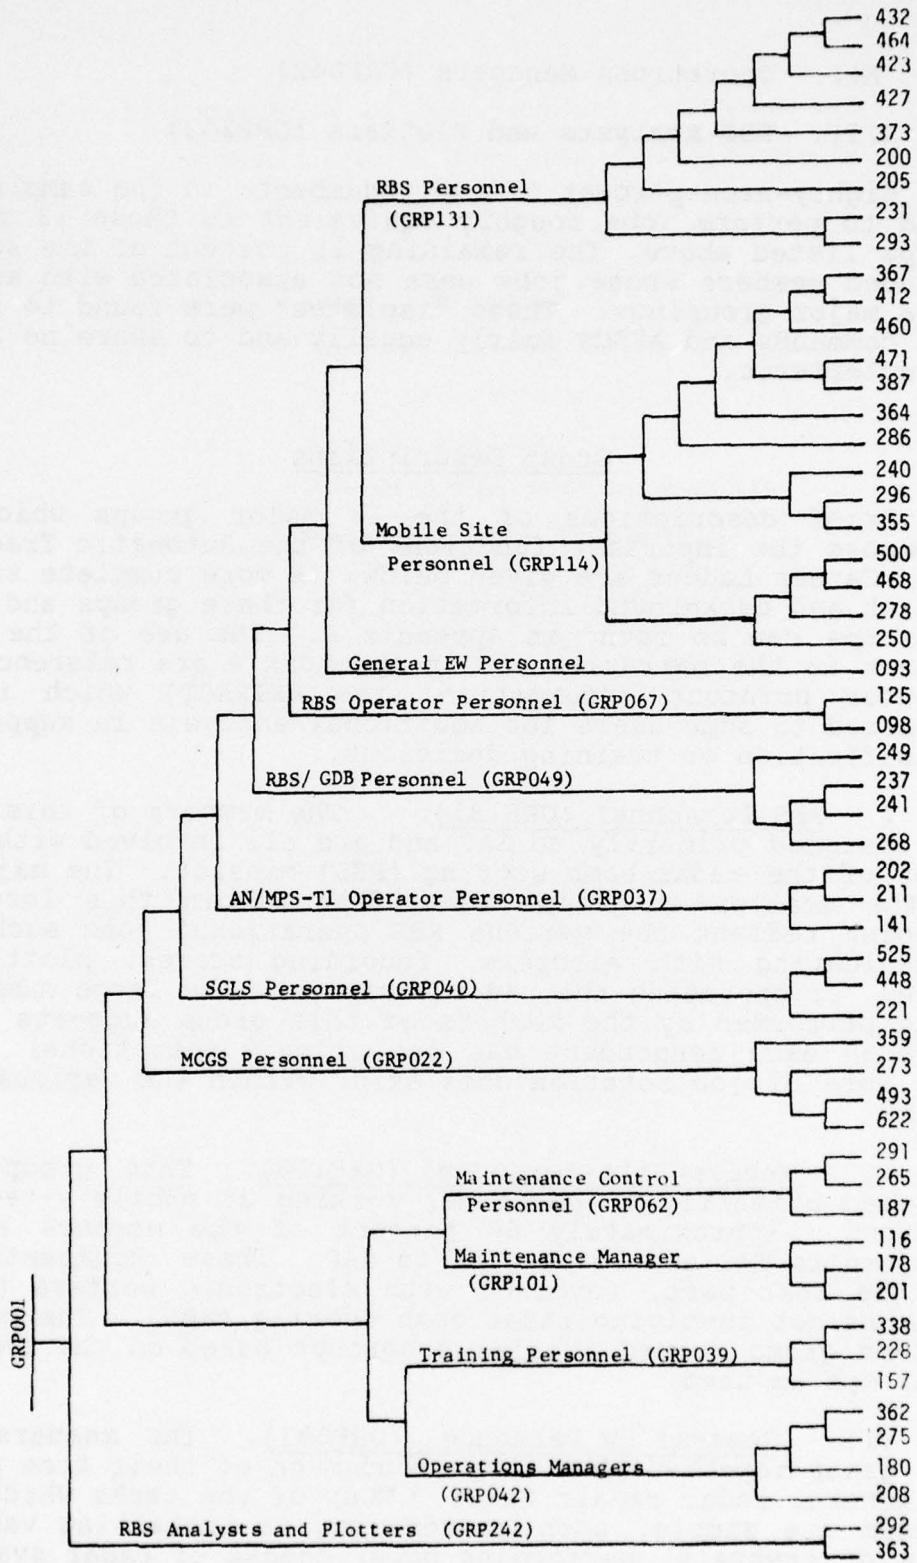 432
464
423
427
373
200
205
RBS Personnel
(GRP131)
231
293
367
412
460
471
387
364
286
240
296
355
Mobile Site
Personnel (GRP114)
500
468
278
250
General EW Personnel
093
RBS Operator Personnel (GRP067)
125
098
249
RBS/ GDB Personnel (GRP049)
237
241
268
202
AN/MPS-T1 Operator Personnel (GRP037)
211
141
525
SGLS Personnel (GRP040)
448
221
359
MCGS Personnel (GRP022)
273
493
622
291
Maintenance Control
265
Personnel (GRP062)
187
116
Maintenance Manager
178
(GRP101)
201
GRP001
338
Training Personnel (GRP039)
228
157
362
275
Operations Managers
180
(GRP042)
208
RBS Analysts and Plotters (GRP242)
292
363